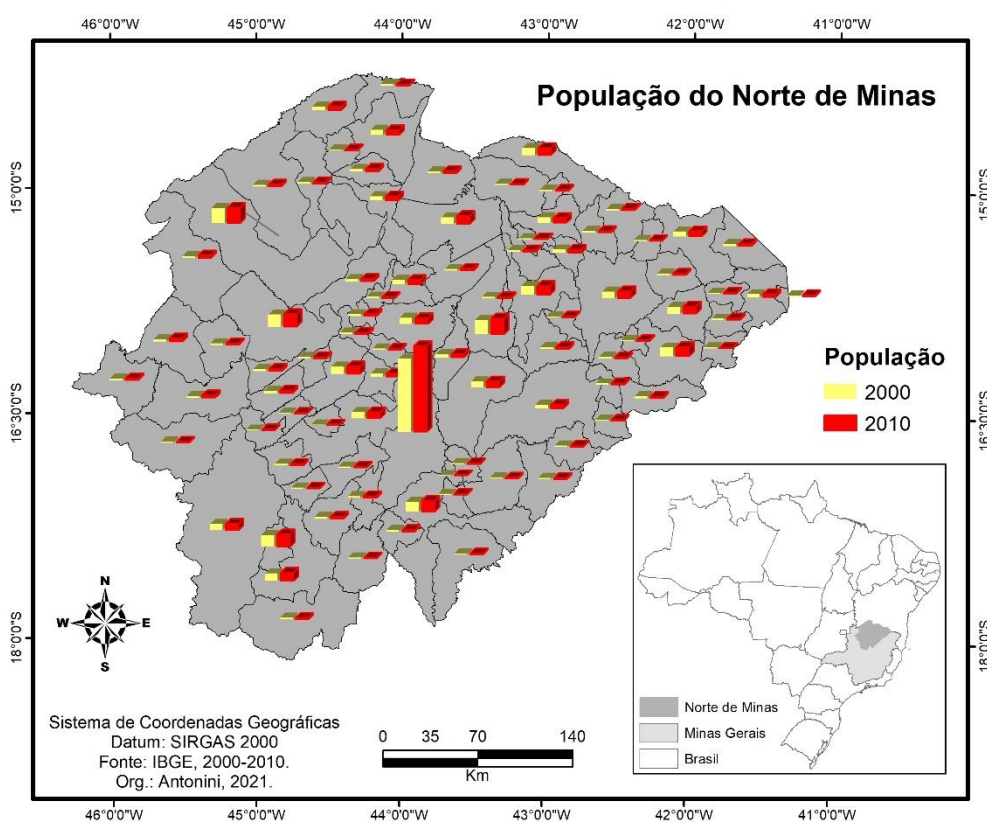 46°0'0"W 45°0'0"W 44°0'0"W 43°0'0"W 42°0'0"W 41°0'0"W
População do Norte de Minas
15°0'0"S 15°0'0"S
População
2000
2010
16°30'0"S 16°30'0"S
N
W E
S
18°0'0"S 18°0'0"S
Sistema de Coordenadas Geográficas
Datum: SIRGAS 2000
Fonte: IBGE, 2000-2010.
Org.: Antonini, 2021.
0 35 70 140
Km
Norte de Minas
Minas Gerais
Brasil
46°0'0"W 45°0'0"W 44°0'0"W 43°0'0"W 42°0'0"W 41°0'0"W